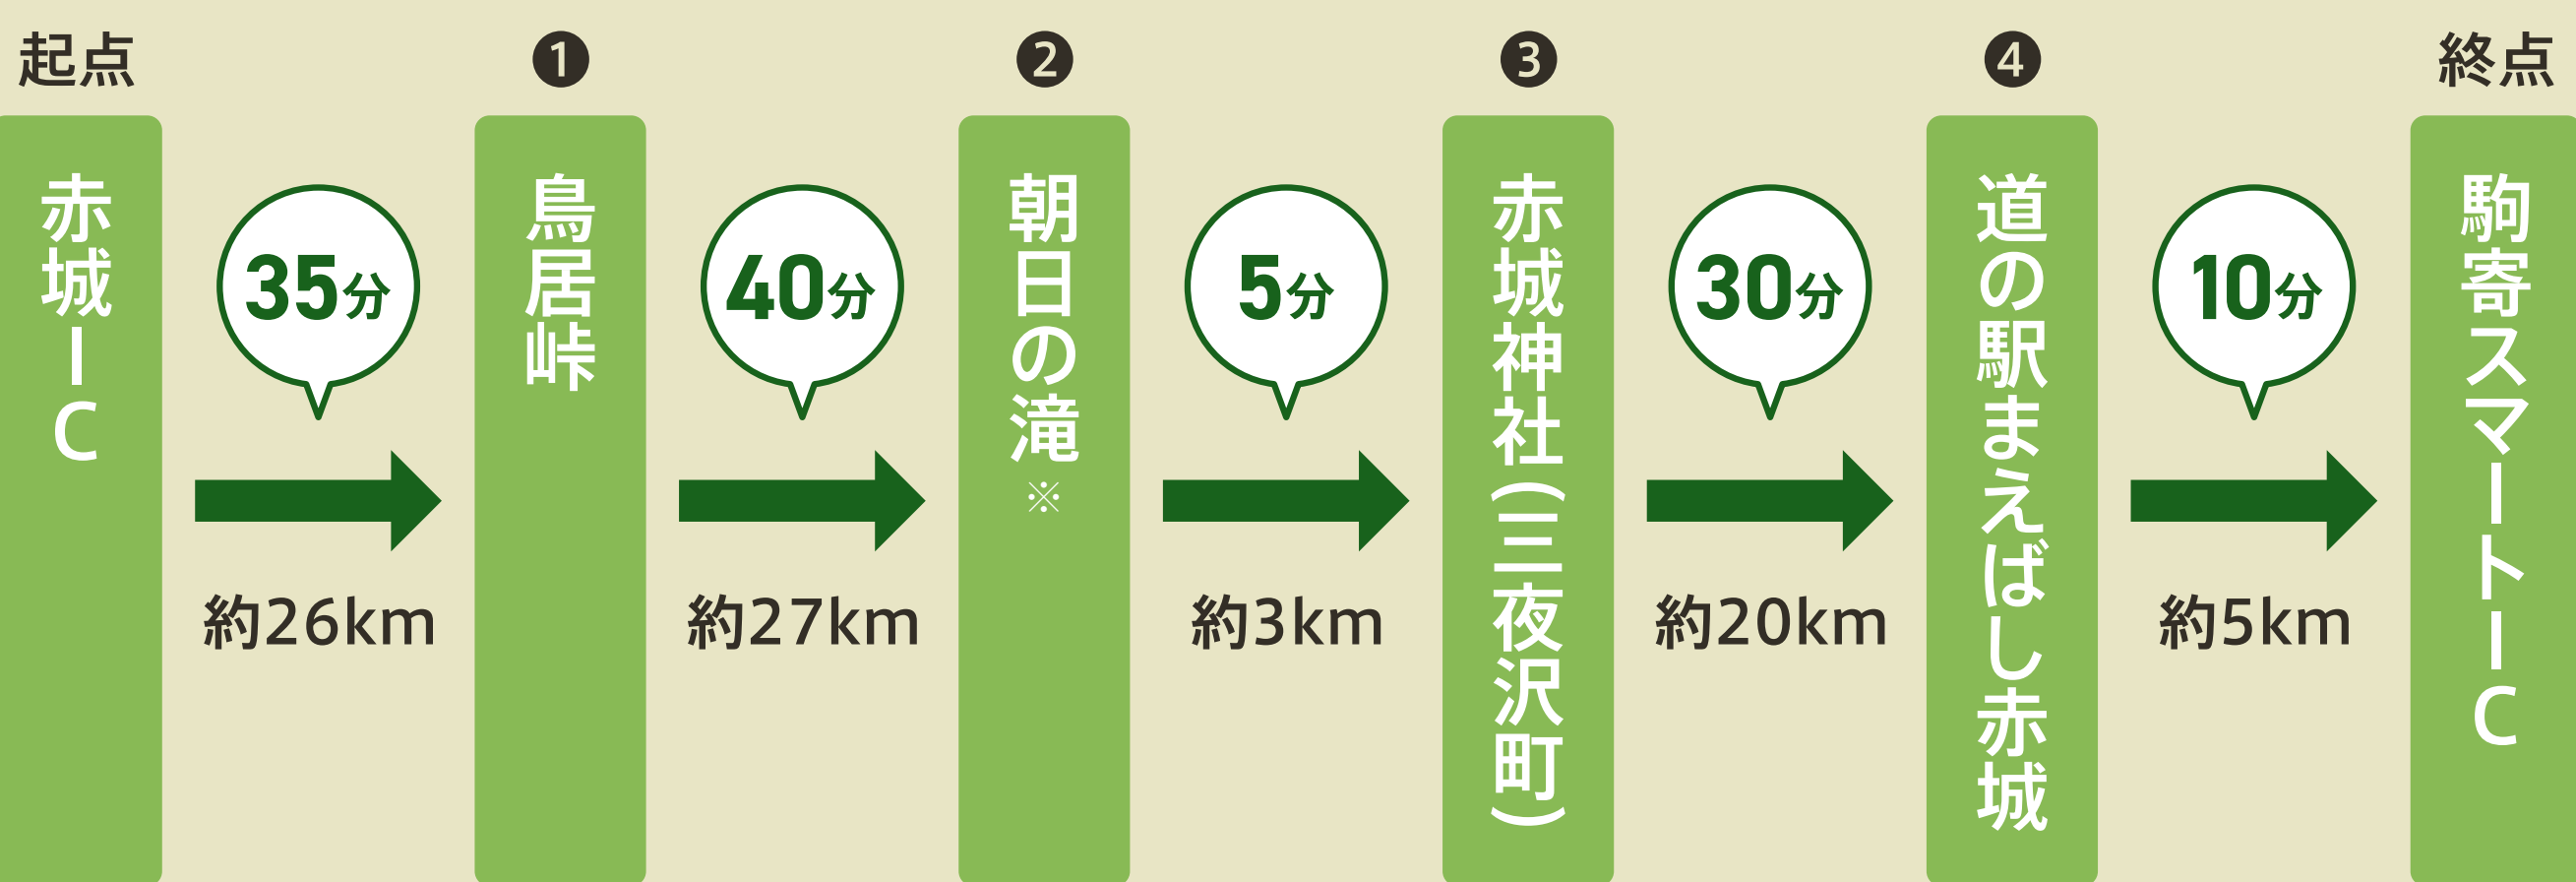 起点
赤城IC
35分
約26km
❶
鳥居峠
40分
約27km
❷
朝日の滝※
5分
約3km
❸
赤城神社(三夜沢町)
30分
約20km
❹
道の駅まえばし赤城
10分
約5km
終点
駒寄スマートIC